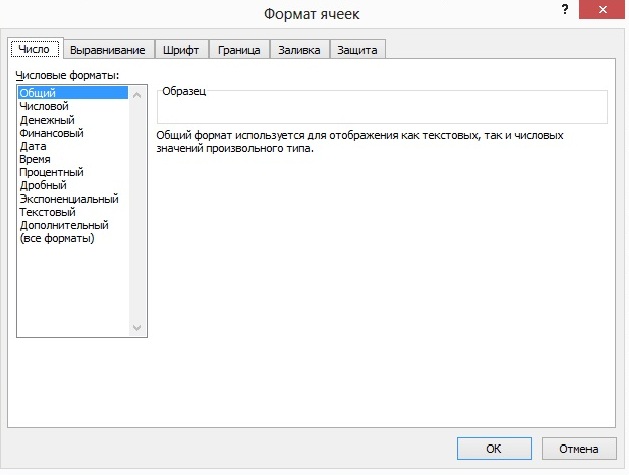 Формат ячеек
?
Число Выравнивание Шрифт Граница Заливка Защита
Числовые форматы:
Общий
Числовой
Денежный
Финансовый
Дата
Время
Процентный
Дробный
Экспоненциальный
Текстовый
Дополнительный
(все форматы)
Образец
Общий формат используется для отображения как текстовых, так и числовых
значений произвольного типа.
ОК Отмена